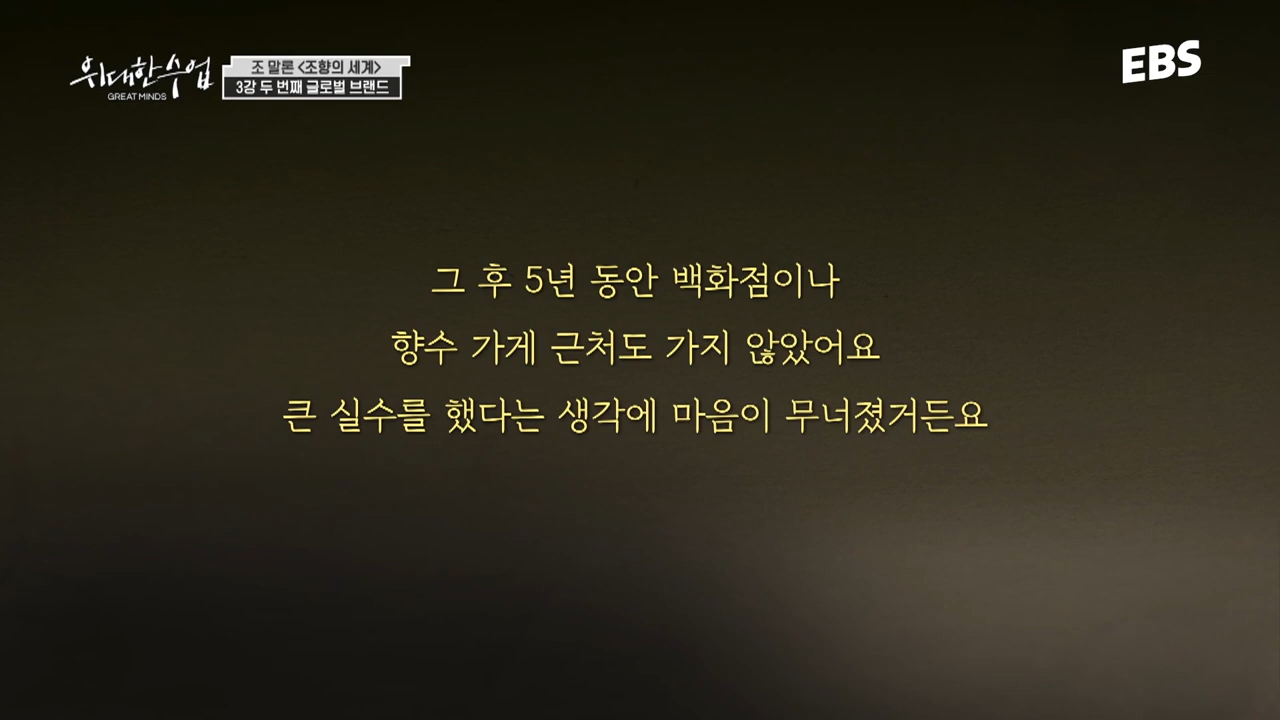 위대한 수업
GREAT MINDS
조 말론 <조향의 세계>
3강 두 번째 글로벌 브랜드
EBS
그 후 5년 동안 백화점이나
향수 가게 근처도 가지 않았어요
큰 실수를 했다는 생각에 마음이 무너졌거든요